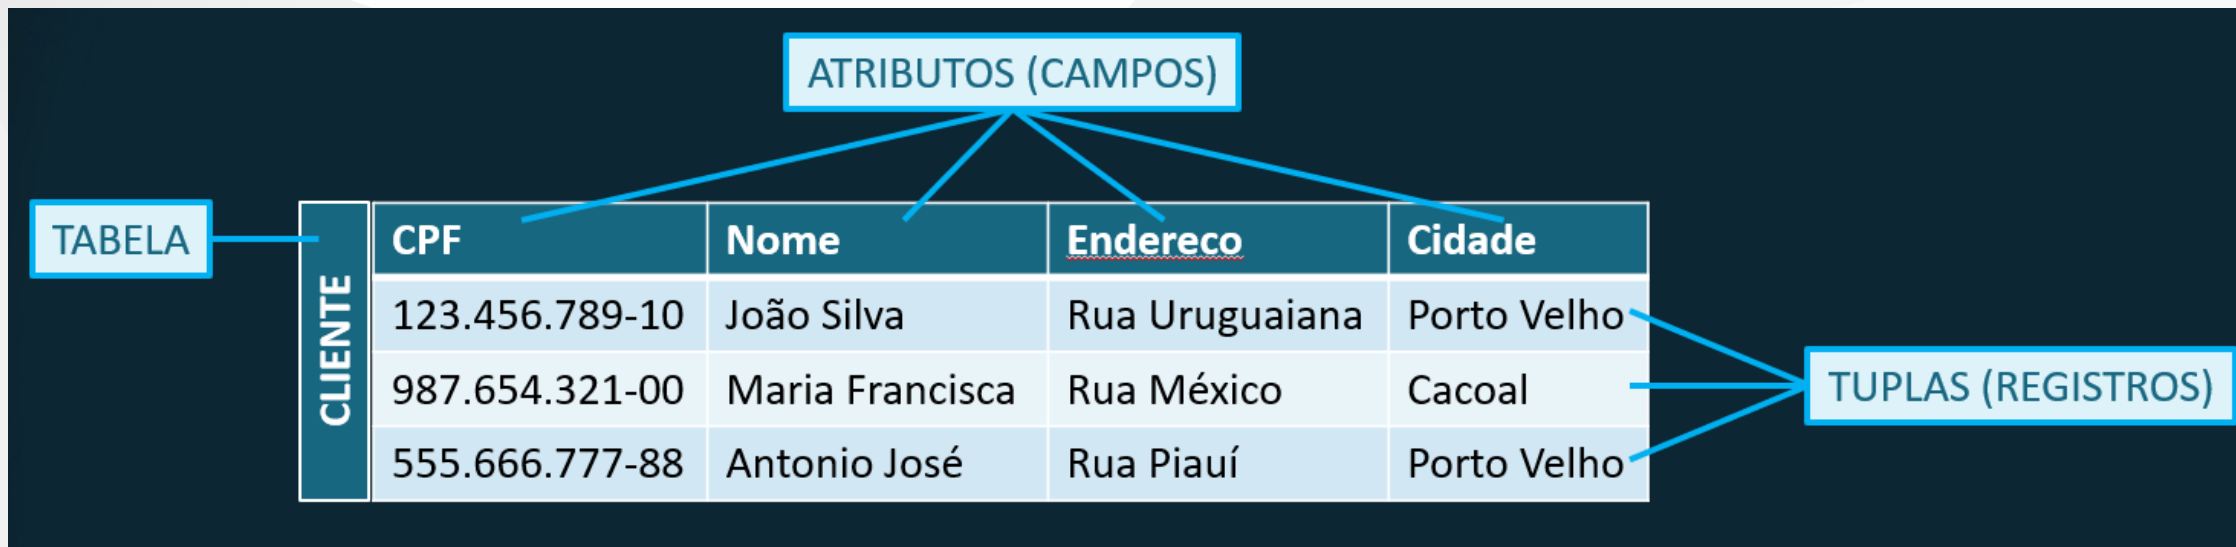 ATRIBUTOS (CAMPOS)
TABELA
CLIENTE
CPF Nome Endereco Cidade
123.456.789-10 João Silva Rua Uruguaiana Porto Velho
987.654.321-00 Maria Francisca Rua México Cacoal
555.666.777-88 Antonio José Rua Piauí Porto Velho
TUPLAS (REGISTROS)